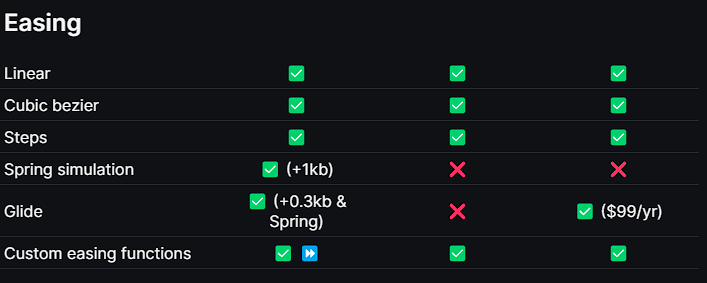 Easing
Linear ✅ ✅ ✅
Cubic bezier ✅ ✅ ✅
Steps ✅ ✅ ✅
Spring simulation ✅ (+1kb) ❌ ❌
Glide ✅ (+0.3kb &
Spring) ❌ ✅ ($99/yr)
Custom easing functions ✅ ⏩ ✅ ✅